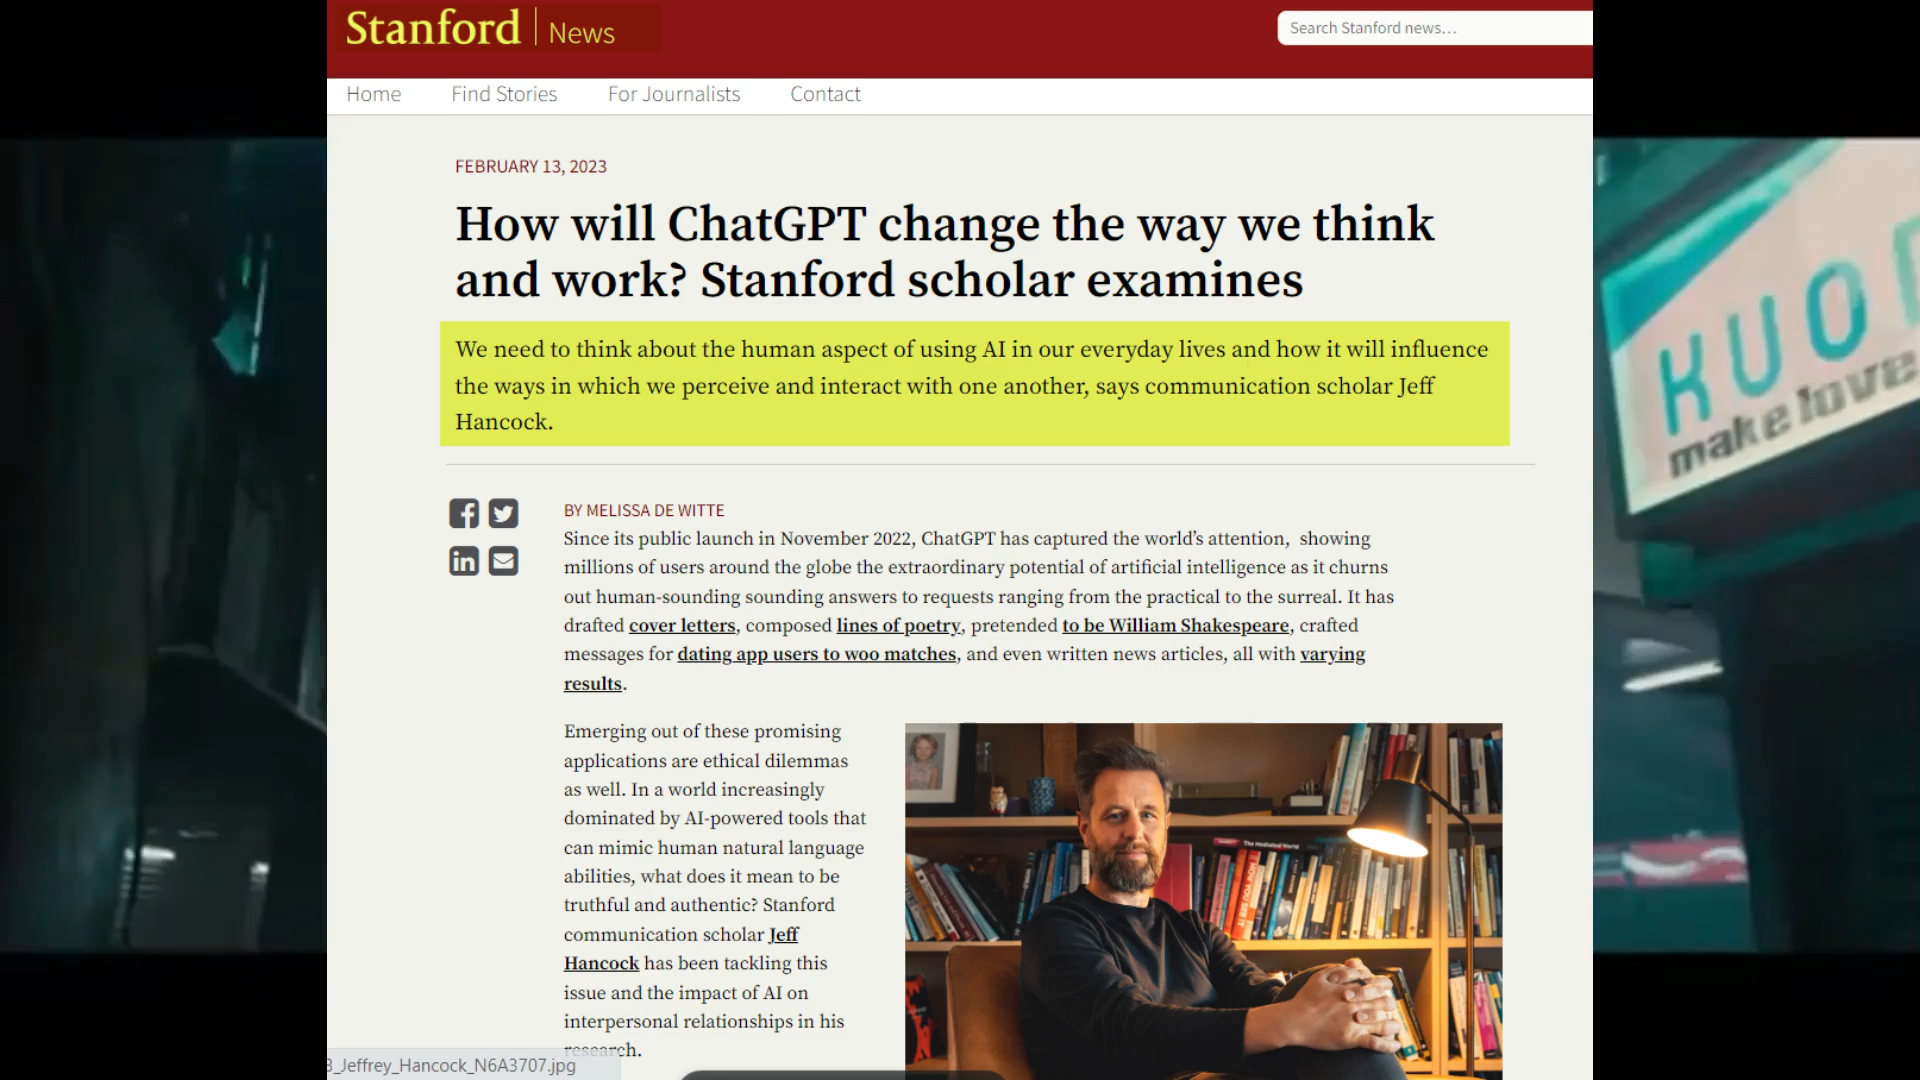 Stanford | News
Search Stanford news…
Home Find Stories For Journalists Contact
FEBRUARY 13, 2023
How will ChatGPT change the way we think
and work? Stanford scholar examines
We need to think about the human aspect of using AI in our everyday lives and how it will influence
the ways in which we perceive and interact with one another, says communication scholar Jeff
Hancock.
BY MELISSA DE WITTE
Since its public launch in November 2022, ChatGPT has captured the world’s attention, showing
millions of users around the globe the extraordinary potential of artificial intelligence as it churns
out human-sounding sounding answers to requests ranging from the practical to the surreal. It has
drafted cover letters, composed lines of poetry, pretended to be William Shakespeare, crafted
messages for dating app users to woo matches, and even written news articles, all with varying
results.
Emerging out of these promising
applications are ethical dilemmas
as well. In a world increasingly
dominated by AI-powered tools that
can mimic human natural language
abilities, what does it mean to be
truthful and authentic? Stanford
communication scholar Jeff
Hancock has been tackling this
issue and the impact of AI on
interpersonal relationships in his
research.
The Mediated World
3_Jeffrey_Hancock_N6A3707.jpg
KUO
make love